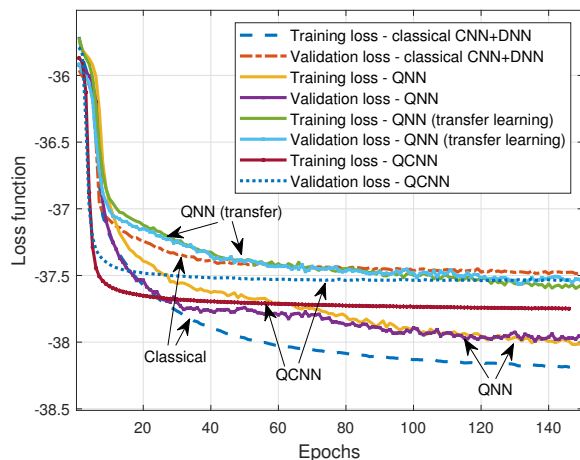 Training loss - classical CNN+DNN
Validation loss - classical CNN+DNN
Training loss - QNN
Validation loss - QNN
Training loss - QNN (transfer learning)
Validation loss - QNN (transfer learning)
Training loss - QCNN
Validation loss - QCNN
-36
-36.5
-37
-37.5
-38
-38.5
Loss function
QNN (transfer)
Classical
QCNN
QNN
20
40
60
80
100
120
140
Epochs